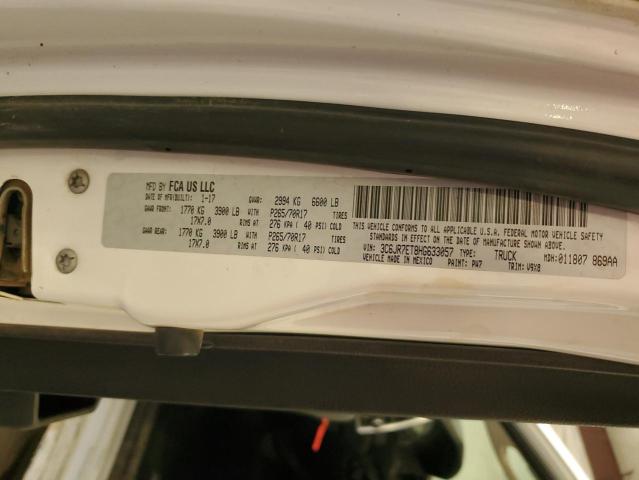 MFD BY FCA US LLC
DATE OF MFR(BUILT): 1-17 GVWR: 2994 KG 6600 LB
GAWR FRONT: 1770 KG 3900 LB WITH P265/70R17 TIRES
17X7.0 RIMS AT 276 KPA ( 40 PSI) COLD
GAWR REAR: 1770 KG 3900 LB WITH P265/70R17 TIRES
17X7.0 RIMS AT 276 KPA ( 40 PSI) COLD
THIS VEHICLE CONFORMS TO ALL APPLICABLE U.S.A. FEDERAL MOTOR VEHICLE SAFETY
STANDARDS IN EFFECT ON THE DATE OF MANUFACTURE SHOWN ABOVE.
VIN: 3C6JR7ET8HG633057 TYPE: TRUCK MDH: 011807 869AA
VEHICLE MADE IN MEXICO PAINT: PW7 TRIM: V9X8